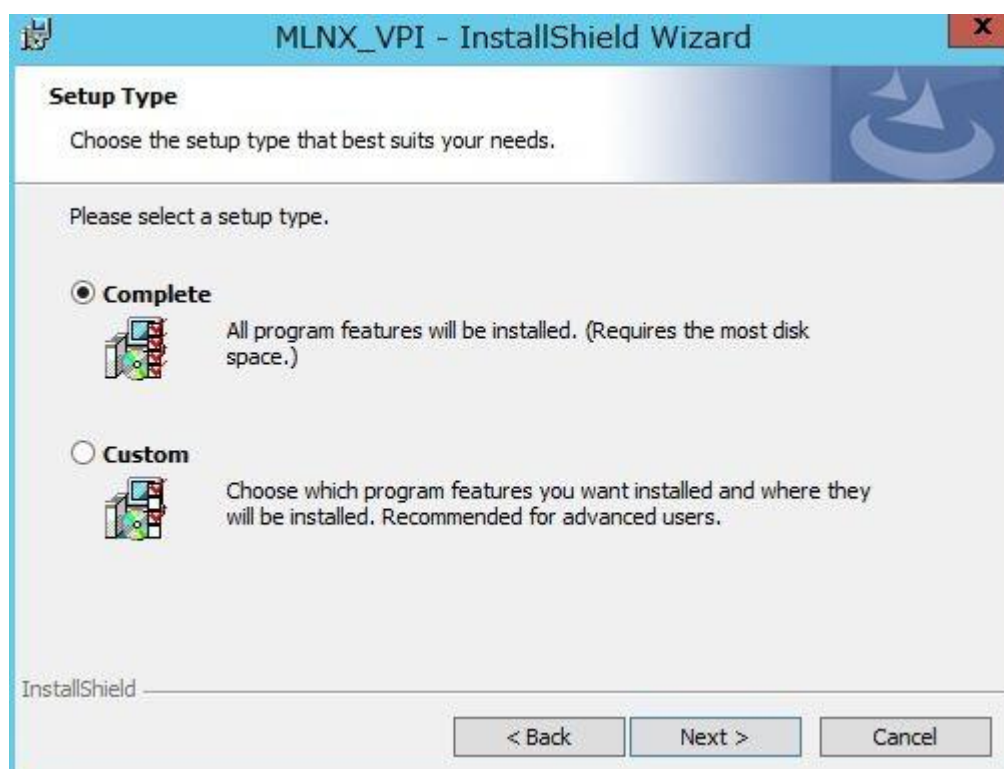 MLNX_VPI - InstallShield Wizard
x
Setup Type
Choose the setup type that best suits your needs.
Please select a setup type.
Complete
All program features will be installed. (Requires the most disk
space.)
Custom
Choose which program features you want installed and where they
will be installed. Recommended for advanced users.
InstallShield
< Back
Next >
Cancel